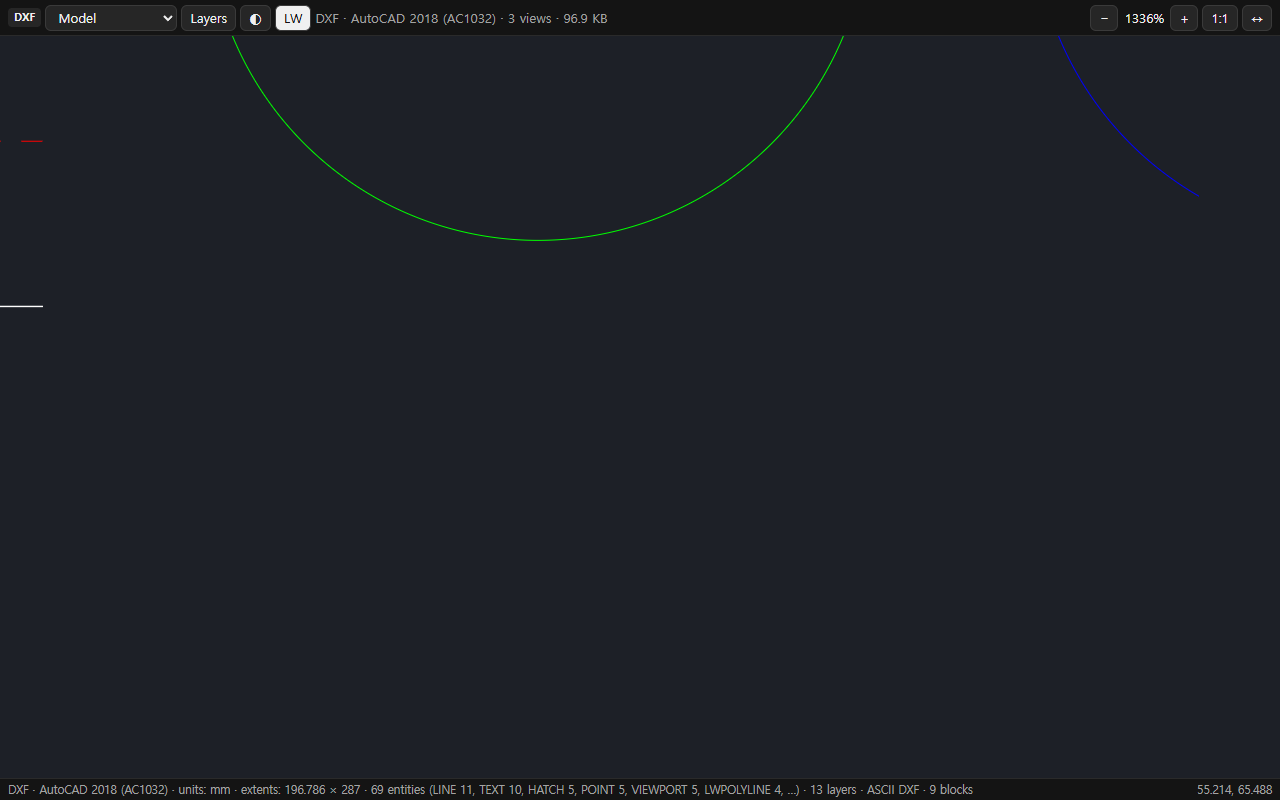 DXF Model Layers ◐ LW DXF · AutoCAD 2018 (AC1032) · 3 views · 96.9 KB − 1336% + 1:1 ↔
DXF · AutoCAD 2018 (AC1032) · units: mm · extents: 196.786 × 287 · 69 entities (LINE 11, TEXT 10, HATCH 5, POINT 5, VIEWPORT 5, LWPOLYLINE 4, ...) · 13 layers · ASCII DXF · 9 blocks 55.214, 65.488